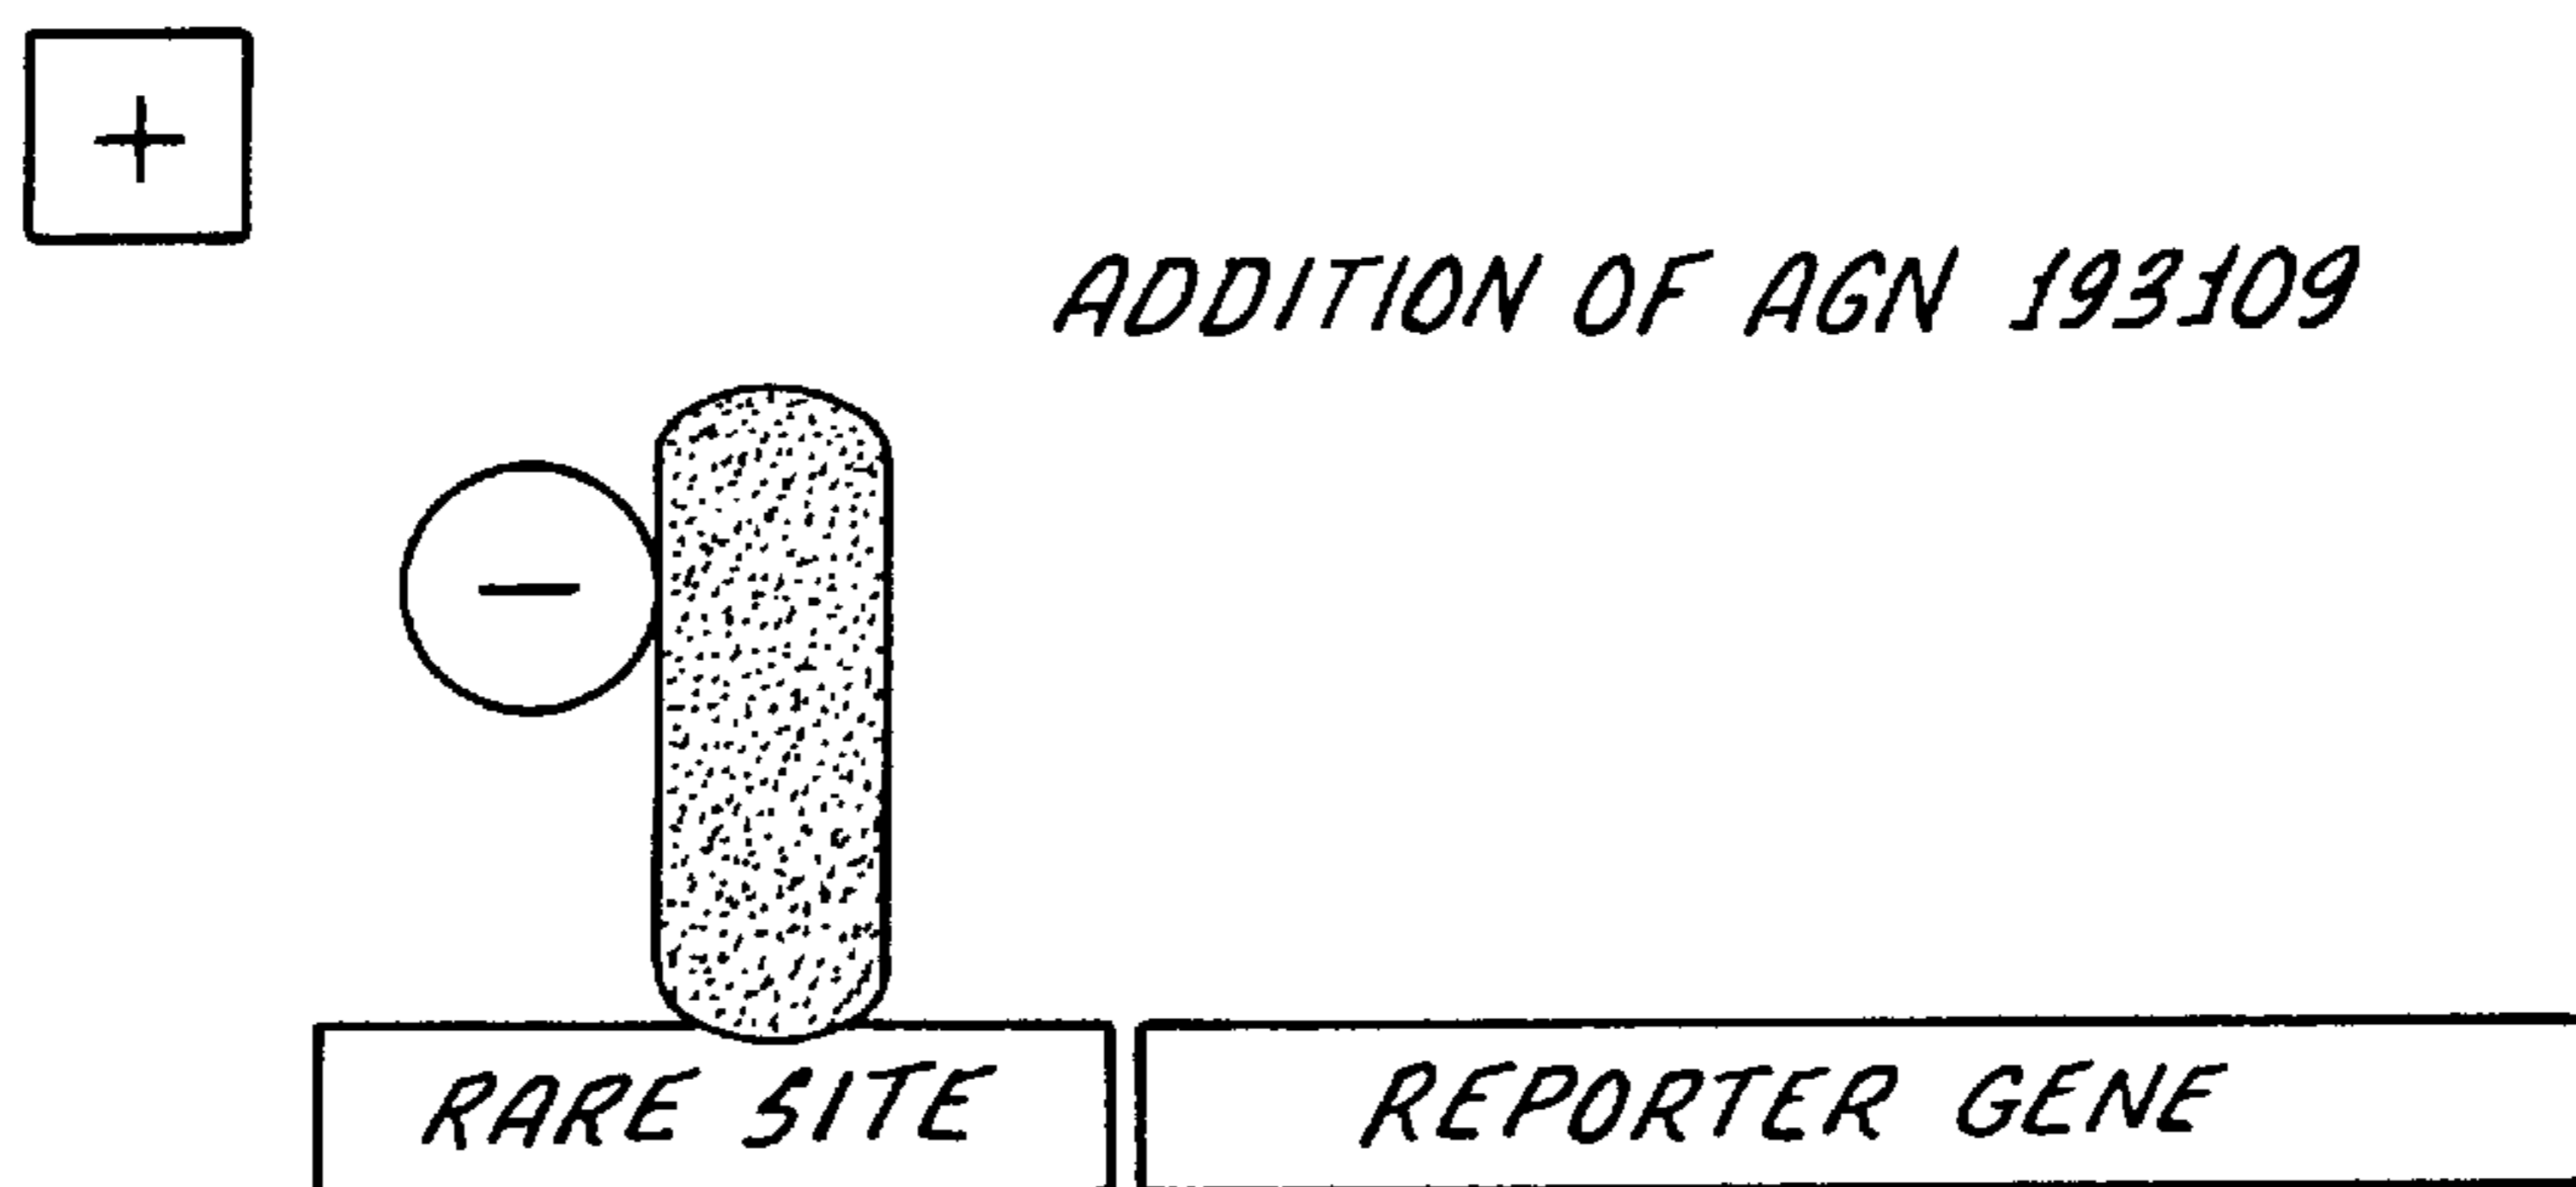 +
ADDITION OF AGN 193109
—
RARE SITE
REPORTER GENE